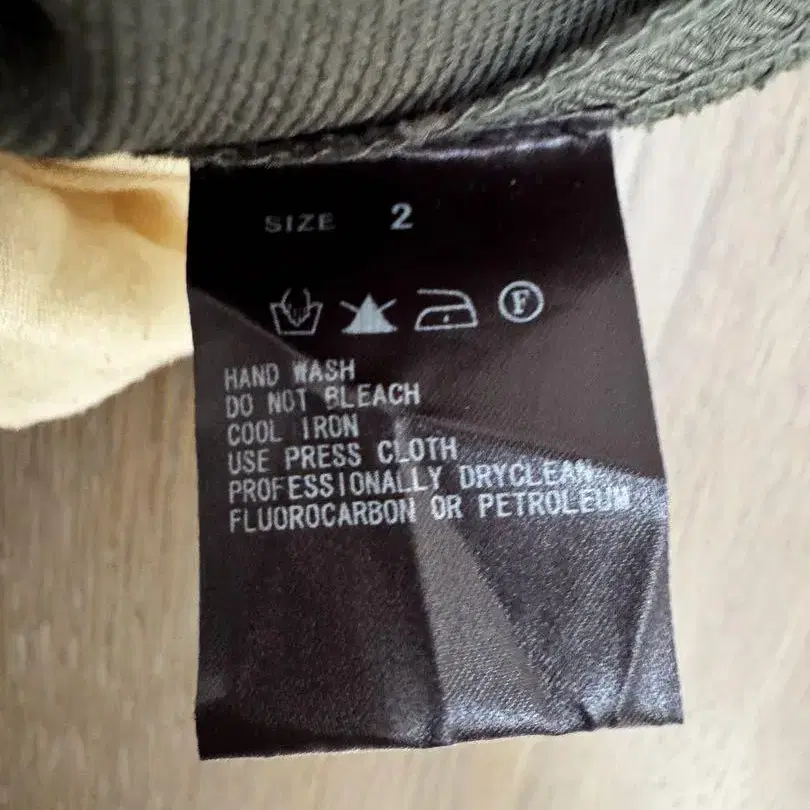 SIZE 2
F
HAND WASH
DO NOT BLEACH
COOL IRON
USE PRESS CLOTH
PROFESSIONALLY DRYCLEAN
FLUOROCARBON OR PETROLEUM